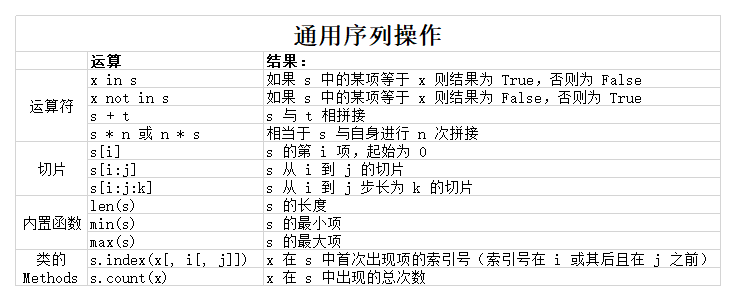 通用序列操作
运算 结果：
运算符
x in s 如果 s 中的某项等于 x 则结果为 True，否则为 False
x not in s 如果 s 中的某项等于 x 则结果为 False，否则为 True
s + t s 与 t 相拼接
s * n 或 n * s 相当于 s 与自身进行 n 次拼接
切片
s[i] s 的第 i 项，起始为 0
s[i:j] s 从 i 到 j 的切片
s[i:j:k] s 从 i 到 j 步长为 k 的切片
内置函数
len(s) s 的长度
min(s) s 的最小项
max(s) s 的最大项
类的
Methods
s.index(x[, i[, j]]) x 在 s 中首次出现项的索引号（索引号在 i 或其后且在 j 之前）
s.count(x) x 在 s 中出现的总次数